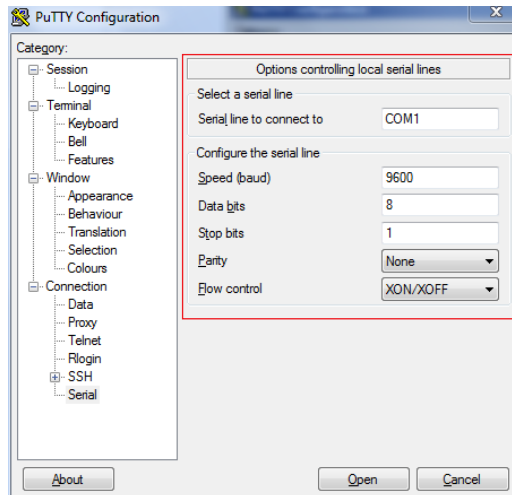 PuTTY Configuration
X
Category:
Session
Logging
Terminal
Keyboard
Bell
Features
Window
Appearance
Behaviour
Translation
Selection
Colours
Connection
Data
Proxy
Telnet
Rlogin
SSH
Serial
Options controlling local serial lines
Select a serial line
Serial line to connect to COM1
Configure the serial line
Speed (baud) 9600
Data bits 8
Stop bits 1
Parity None
Flow control XON/XOFF
About Open Cancel